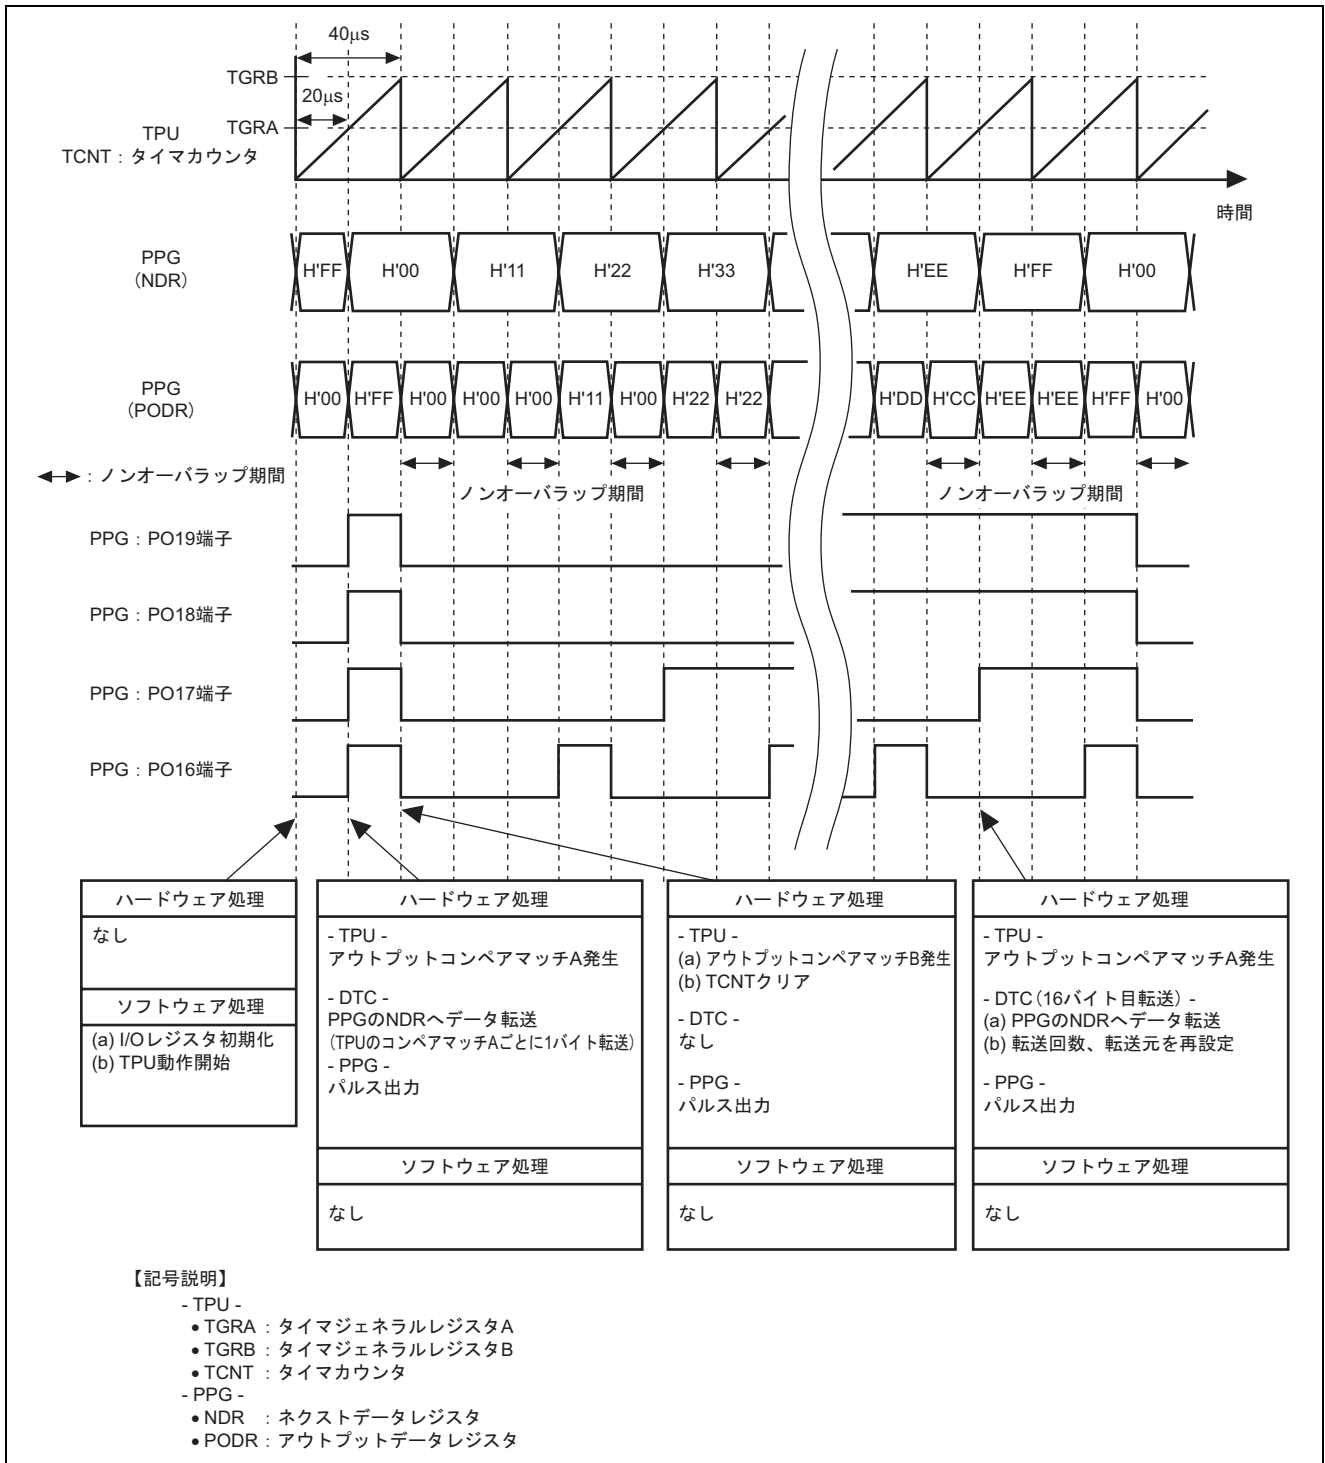 40μs
TGRB
20μs
TGRA
TPU
TCNT：タイマカウンタ
時間
PPG
（NDR）
H'FF H'00 H'11 H'22 H'33 H'EE H'FF H'00
PPG
（PODR）
H'00 H'FF H'00 H'00 H'00 H'11 H'00 H'22 H'22 H'DD H'CC H'EE H'EE H'FF H'00
：ノンオーバラップ期間
ノンオーバラップ期間 ノンオーバラップ期間
PPG：PO19端子
PPG：PO18端子
PPG：PO17端子
PPG：PO16端子
ハードウェア処理
なし
ソフトウェア処理
(a) I/Oレジスタ初期化
(b) TPU動作開始
ハードウェア処理
- TPU -
アウトプットコンペアマッチA発生
- DTC -
PPGのNDRへデータ転送
（TPUのコンペアマッチAごとに1バイト転送）
- PPG -
パルス出力
ソフトウェア処理
なし
ハードウェア処理
- TPU -
(a) アウトプットコンペアマッチB発生
(b) TCNTクリア
- DTC -
なし
- PPG -
パルス出力
ソフトウェア処理
なし
ハードウェア処理
- TPU -
アウトプットコンペアマッチA発生
- DTC（16バイト目転送）-
(a) PPGのNDRへデータ転送
(b) 転送回数、転送元を再設定
- PPG -
パルス出力
ソフトウェア処理
なし
【記号説明】
- TPU -
●TGRA：タイマジェネラルレジスタA
●TGRB：タイマジェネラルレジスタB
●TCNT：タイマカウンタ
- PPG -
●NDR：ネクストデータレジスタ
●PODR：アウトプットデータレジスタ